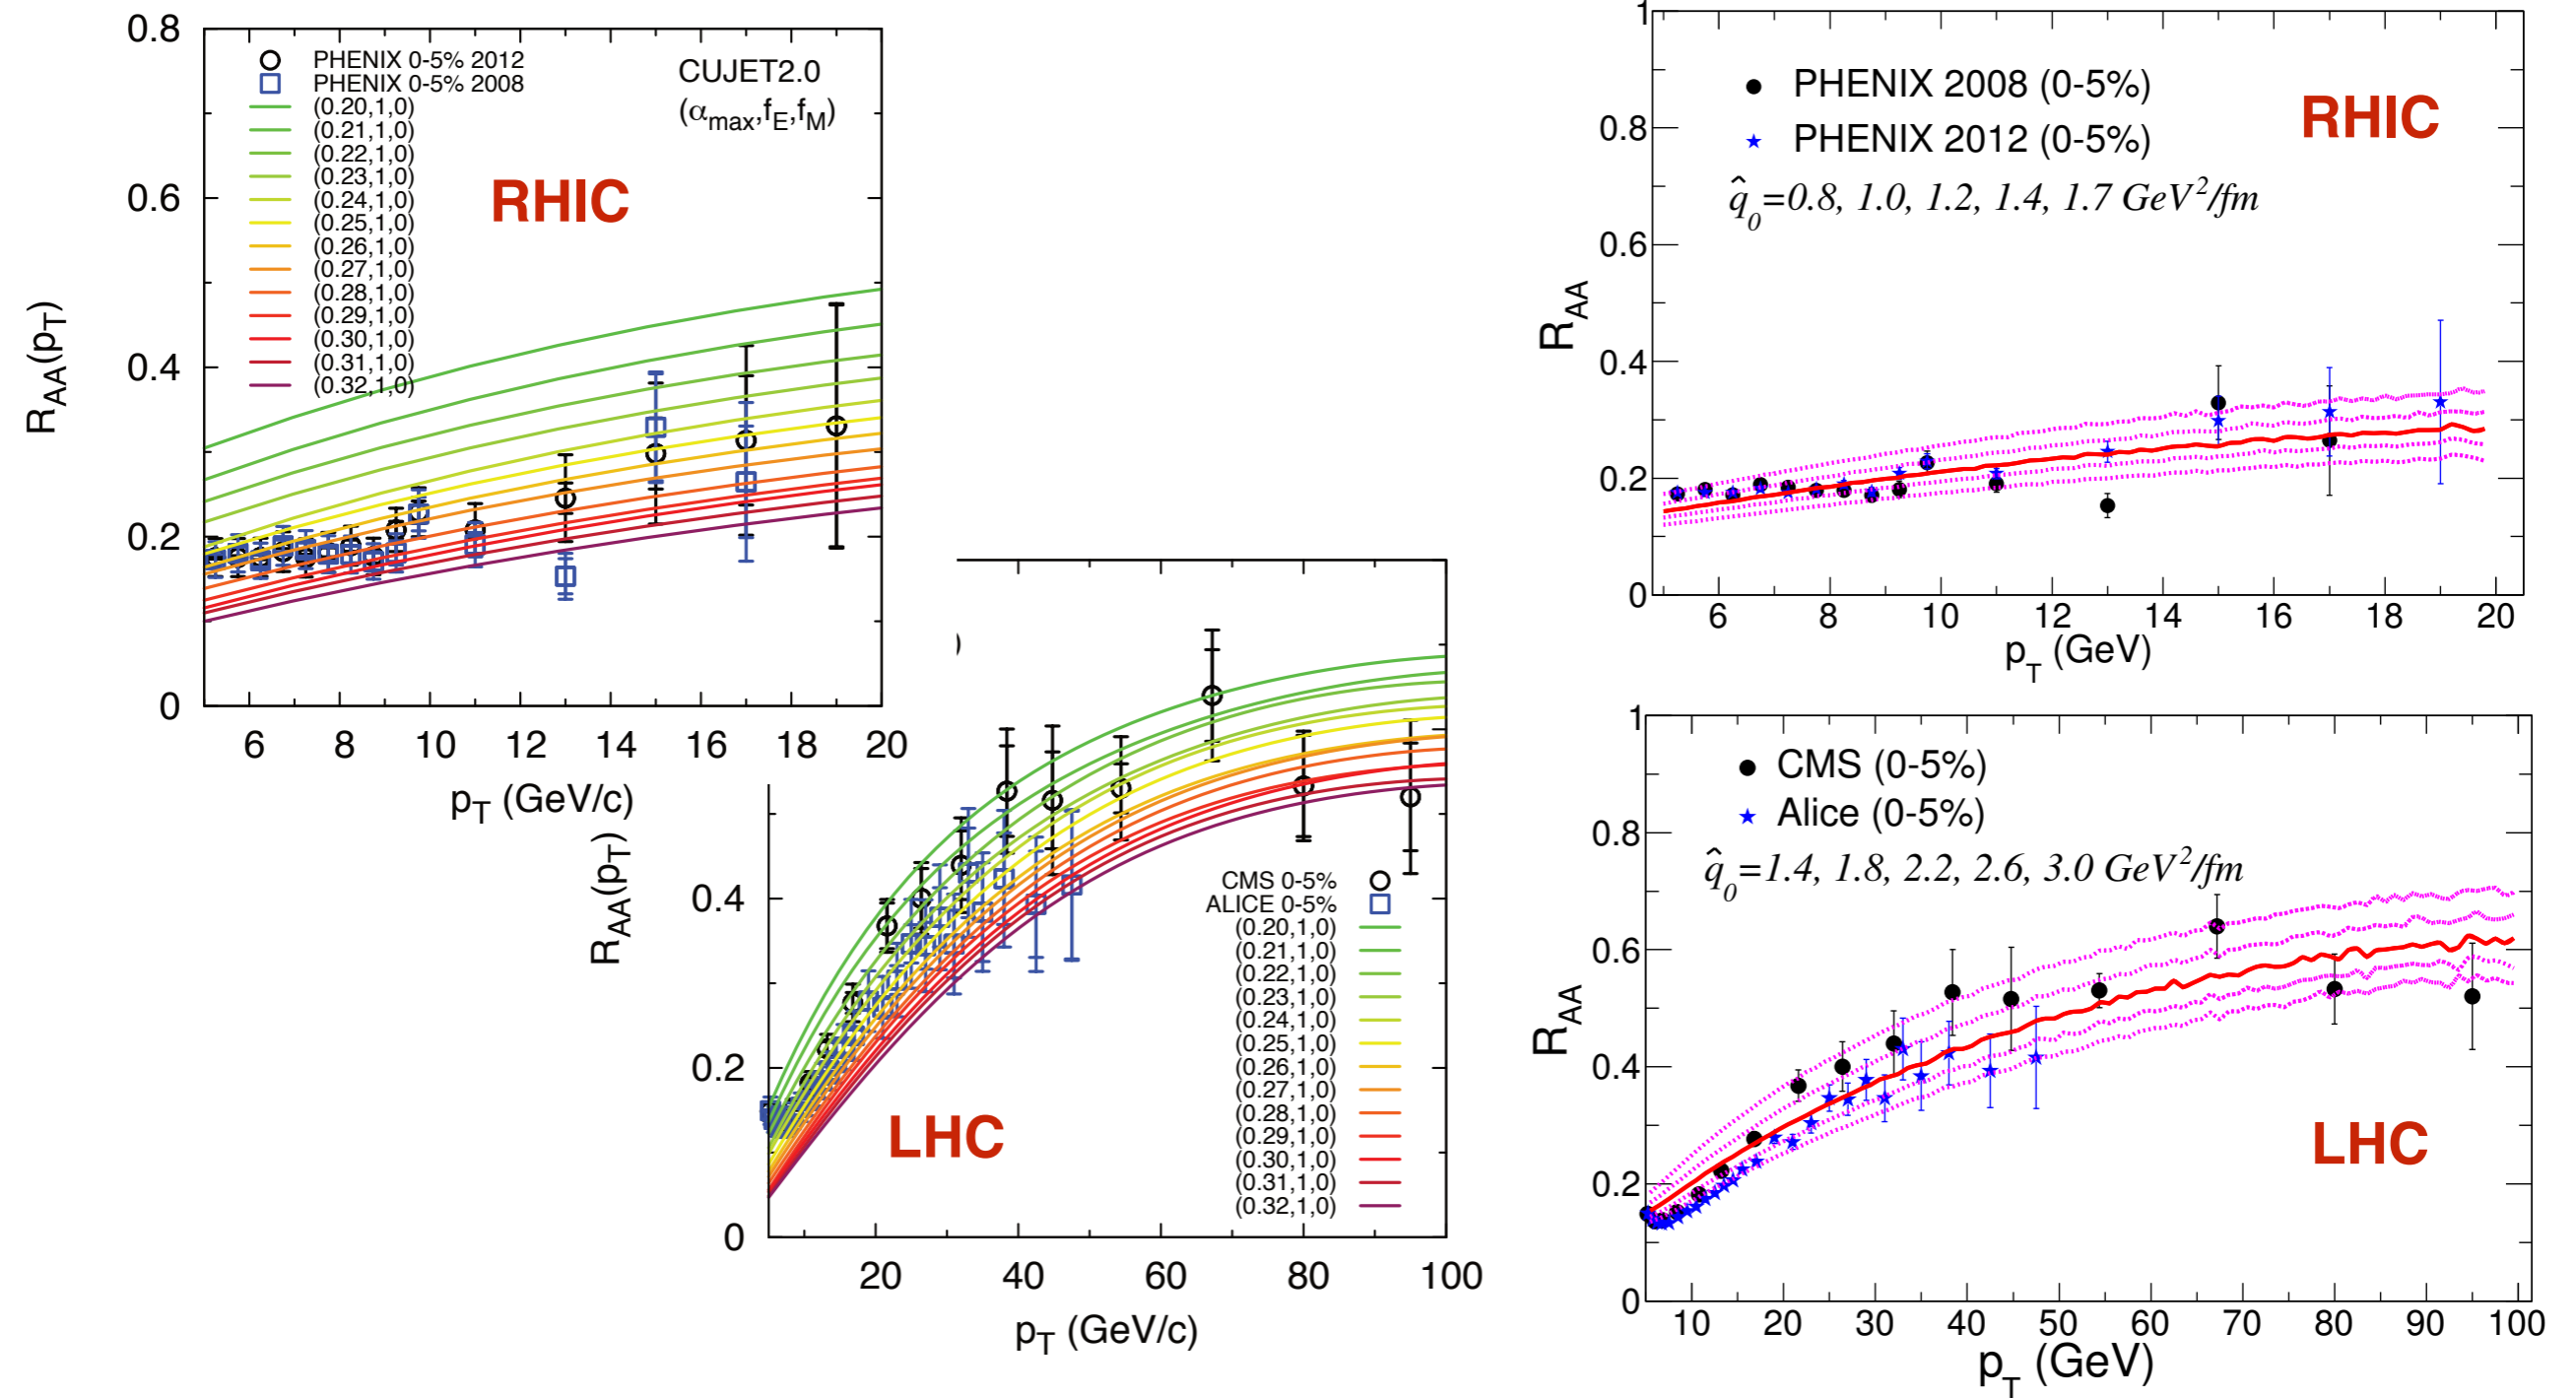 0.8
0.6
0.4
0.2
0
R_AA(p_T)
PHENIX 0-5% 2012
PHENIX 0-5% 2008
(0.20,1,0)
(0.21,1,0)
(0.22,1,0)
(0.23,1,0)
(0.24,1,0)
(0.25,1,0)
(0.26,1,0)
(0.27,1,0)
(0.28,1,0)
(0.29,1,0)
(0.30,1,0)
(0.31,1,0)
(0.32,1,0)
CUJET2.0
(α_max,f_E,f_M)
RHIC
6 8 10 12 14 16 18 20
p_T (GeV/c)
)
0.4
0.2
0
R_AA(p_T)
CMS 0-5%
ALICE 0-5%
(0.20,1,0)
(0.21,1,0)
(0.22,1,0)
(0.23,1,0)
(0.24,1,0)
(0.25,1,0)
(0.26,1,0)
(0.27,1,0)
(0.28,1,0)
(0.29,1,0)
(0.30,1,0)
(0.31,1,0)
(0.32,1,0)
LHC
20 40 60 80 100
p_T (GeV/c)
1
0.8
0.6
0.4
0.2
0
R_AA
PHENIX 2008 (0-5%)
PHENIX 2012 (0-5%)
q̂_0=0.8, 1.0, 1.2, 1.4, 1.7 GeV²/fm
RHIC
6 8 10 12 14 16 18 20
p_T (GeV)
1
0.8
0.6
0.4
0.2
0
R_AA
CMS (0-5%)
Alice (0-5%)
q̂_0=1.4, 1.8, 2.2, 2.6, 3.0 GeV²/fm
LHC
10 20 30 40 50 60 70 80 90 100
p_T (GeV)